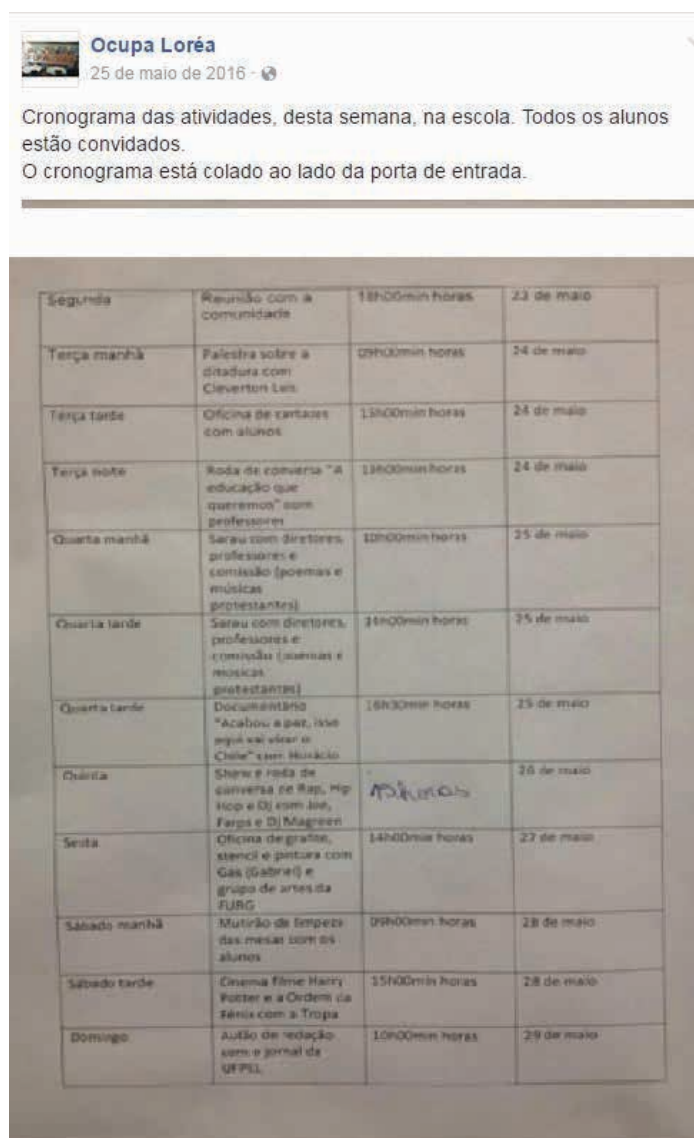 Ocupa Loréa
25 de maio de 2016
Cronograma das atividades, desta semana, na escola. Todos os alunos
estão convidados.
O cronograma está colado ao lado da porta de entrada.
Segunda
Reunião com a
comunidade
18h00min horas
23 de maio
Terça manhã
Palestra sobre a
ditadura com
Cleverton Luis
09h00min horas
24 de maio
Terça tarde
Oficina de cartazes
com alunos
24 de maio
Terça noite
Roda de conversa "A
educação que
queremos" com
professores
24 de maio
Quarta manhã
Sarau com diretores,
professores e
comissão (poemas e
músicas
protestantes)
10h00min horas
25 de maio
Quarta tarde
Sarau com diretores,
professores e
comissão (poemas e
músicas
protestantes)
14h00min horas
25 de maio
Quarta tarde
Documentário
"Acabou a paz, isso
aqui vai virar o
Chile" com Horácio
16h30min horas
25 de maio
Quinta
Show e roda de
conversa de Rap, Hip
Hop e Dj com Joe,
Farps e Dj Magreen
15horas
26 de maio
Sexta
Oficina de grafite,
stencil e pintura com
Gas (Gabriel) e
grupo de artes da
FURG
14h00min horas
27 de maio
Sábado manhã
Mutirão de limpeza
das mesas com os
alunos
09h00min horas
28 de maio
Sábado tarde
Cinema filme Harry
Potter e a Ordem da
Fênix com a Tropa
15h00min horas
28 de maio
Domingo
Aulão de redação
com o jornal da
UFPEL
10h00min horas
29 de maio